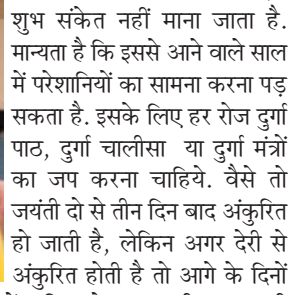 शुभ संकेत नहीं माना जाता है.
मान्यता है कि इससे आने वाले साल
में परेशानियों का सामना करना पड़
सकता है. इसके लिए हर रोज दुर्गा
पाठ, दुर्गा चालीसा या दुर्गा मंत्रों
का जप करना चाहिये. वैसे तो
जयंती दो से तीन दिन बाद अंकुरित
हो जाती है, लेकिन अगर देरी से
अंकुरित होती है तो आगे के दिनों